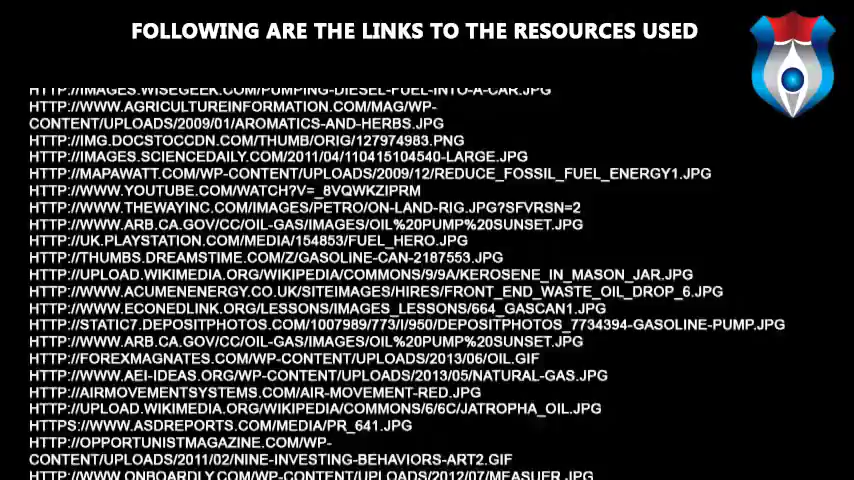 FOLLOWING ARE THE LINKS TO THE RESOURCES USED
HTTP://IMAGES.WISEGEEK.COM/PUMPING-DIESEL-FUEL-INTO-A-CAR.JPG
HTTP://WWW.AGRICULTUREINFORMATION.COM/MAG/WP-
CONTENT/UPLOADS/2009/01/AROMATICS-AND-HERBS.JPG
HTTP://IMG.DOCSTOCCDN.COM/THUMB/ORIG/127974983.PNG
HTTP://IMAGES.SCIENCEDAILY.COM/2011/04/110415104540-LARGE.JPG
HTTP://MAPAWATT.COM/WP-CONTENT/UPLOADS/2009/12/REDUCE_FOSSIL_FUEL_ENERGY1.JPG
HTTP://WWW.YOUTUBE.COM/WATCH?V=_8VQWKZIPRM
HTTP://WWW.THEWAYINC.COM/IMAGES/PETRO/ON-LAND-RIG.JPG?SFVRSN=2
HTTP://WWW.ARB.CA.GOV/CC/OIL-GAS/IMAGES/OIL%20PUMP%20SUNSET.JPG
HTTP://UK.PLAYSTATION.COM/MEDIA/154853/FUEL_HERO.JPG
HTTP://THUMBS.DREAMSTIME.COM/Z/GASOLINE-CAN-2187553.JPG
HTTP://UPLOAD.WIKIMEDIA.ORG/WIKIPEDIA/COMMONS/9/9A/KEROSENE_IN_MASON_JAR.JPG
HTTP://WWW.ACUMENENERGY.CO.UK/SITEIMAGES/HIRES/FRONT_END_WASTE_OIL_DROP_6.JPG
HTTP://WWW.ECONEDLINK.ORG/LESSONS/IMAGES_LESSONS/664_GASCAN1.JPG
HTTP://STATIC7.DEPOSITPHOTOS.COM/1007989/773/I/950/DEPOSITPHOTOS_7734394-GASOLINE-PUMP.JPG
HTTP://WWW.ARB.CA.GOV/CC/OIL-GAS/IMAGES/OIL%20PUMP%20SUNSET.JPG
HTTP://FOREXMAGNATES.COM/WP-CONTENT/UPLOADS/2013/06/OIL.GIF
HTTP://WWW.AEI-IDEAS.ORG/WP-CONTENT/UPLOADS/2013/05/NATURAL-GAS.JPG
HTTP://AIRMOVEMENTSYSTEMS.COM/AIR-MOVEMENT-RED.JPG
HTTP://UPLOAD.WIKIMEDIA.ORG/WIKIPEDIA/COMMONS/6/6C/JATROPHA_OIL.JPG
HTTPS://WWW.ASDREPORTS.COM/MEDIA/PR_641.JPG
HTTP://OPPORTUNISTMAGAZINE.COM/WP-
CONTENT/UPLOADS/2011/02/NINE-INVESTING-BEHAVIORS-ART2.GIF
HTTP://WWW.ONBOARDLY.COM/WP-CONTENT/UPLOADS/2012/07/MEASUER.JPG